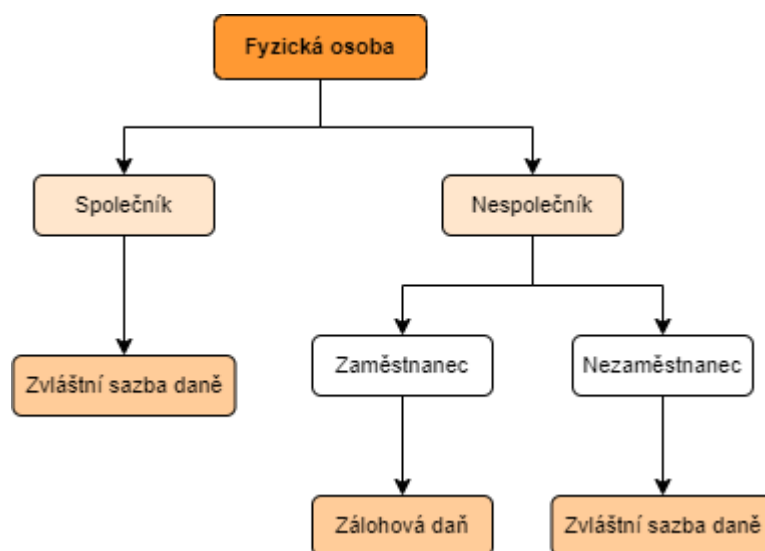 Fyzická osoba
Společník
Nespolečník
Zvláštní sazba daně
Zaměstnanec
Nezaměstnanec
Zálohová daň
Zvláštní sazba daně